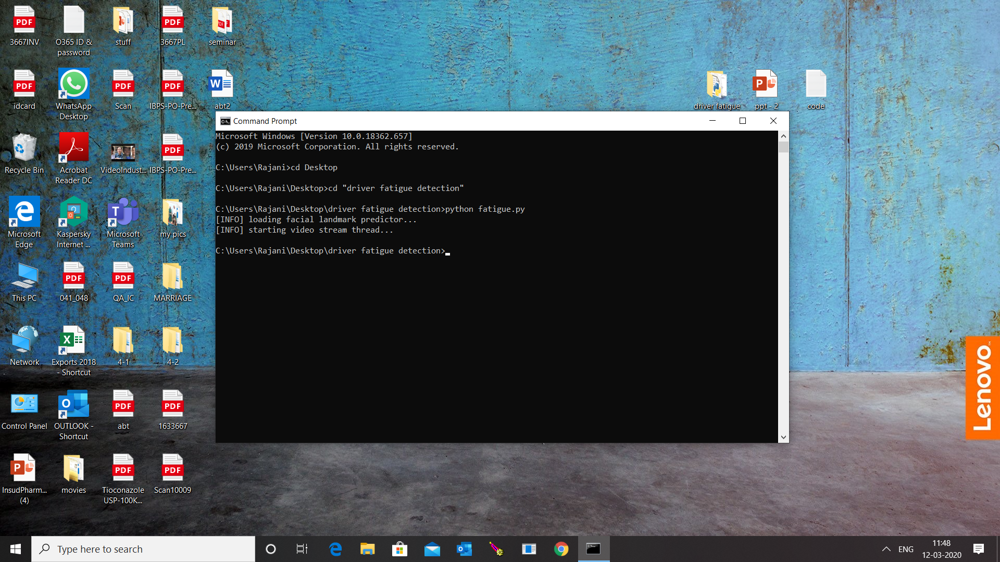 3667INV
O365 ID &
password
stuff
3667PL
seminar
idcard
WhatsApp
Desktop
Scan
IBPS-PO-Pre...
abt2
driver fatigue
ppt - 2
code
Recycle Bin
Acrobat
Reader DC
VideoIndust...
IBPS-PO-Pre...
Microsoft
Edge
Kaspersky
Internet ...
Microsoft
Teams
my pics
This PC
041_048
QA_IC
MARRIAGE
Network
Exports 2018
- Shortcut
4-1
4-2
Control Panel
OUTLOOK -
Shortcut
abt
1633667
InsudPharm...
(4)
movies
Tioconazole
USP-100K...
Scan10009
Command Prompt
Microsoft Windows [Version 10.0.18362.657]
(c) 2019 Microsoft Corporation. All rights reserved.
C:\Users\Rajani>cd Desktop
C:\Users\Rajani\Desktop>cd "driver fatigue detection"
C:\Users\Rajani\Desktop\driver fatigue detection>python fatigue.py
[INFO] loading facial landmark predictor...
[INFO] starting video stream thread...
C:\Users\Rajani\Desktop\driver fatigue detection>
Lenovo
Type here to search
ENG
11:48
12-03-2020